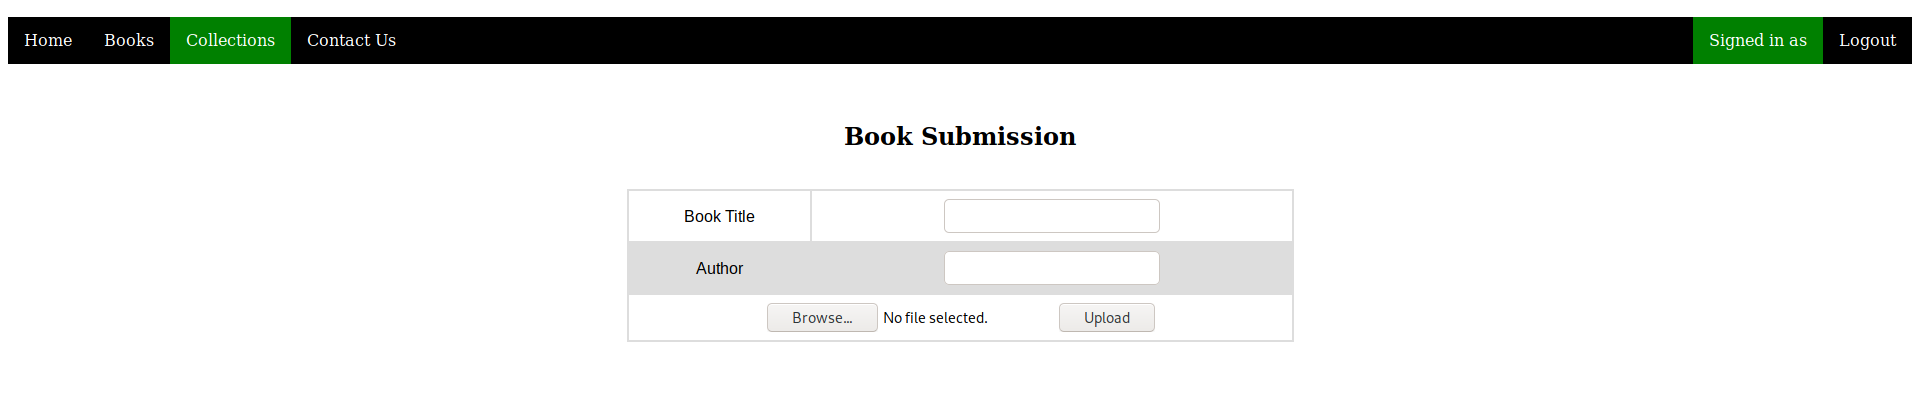 Home Books Collections Contact Us Signed in as Logout
Book Submission
Book Title
Author
Browse... No file selected. Upload